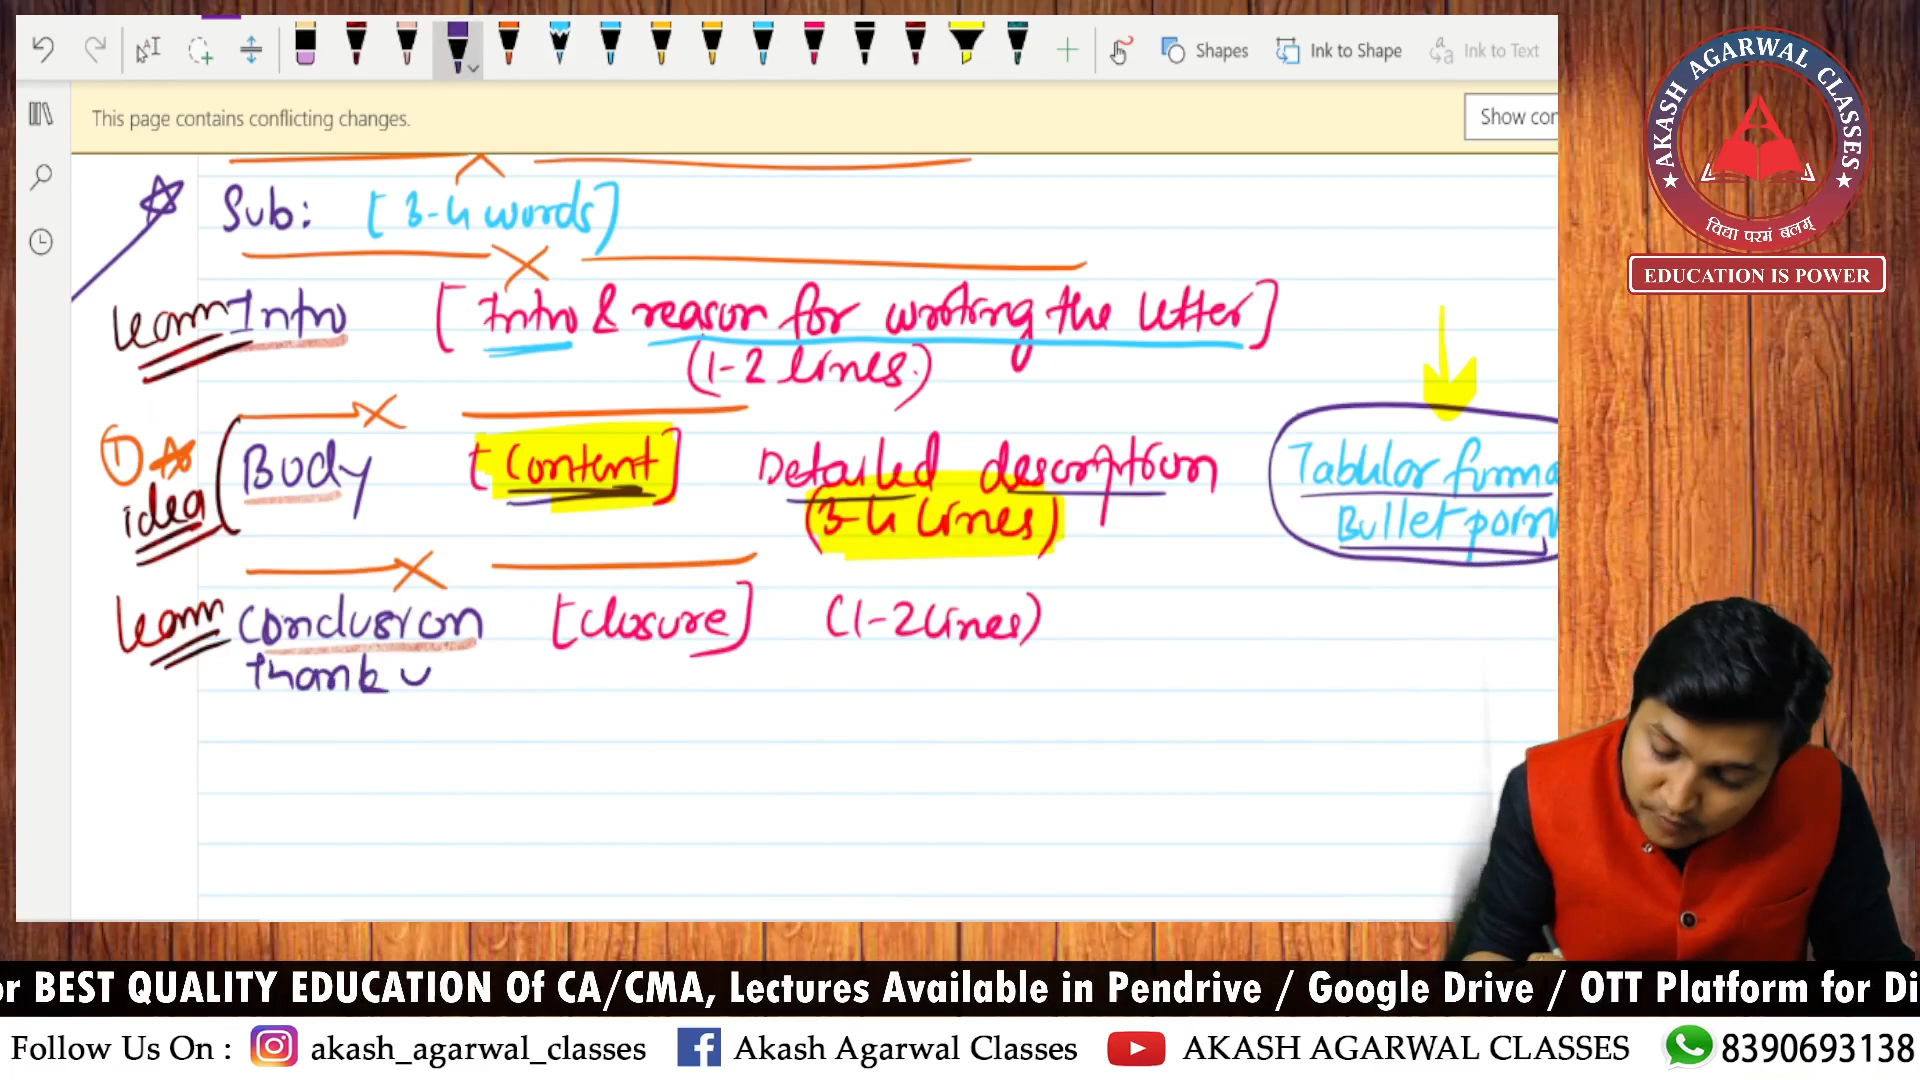 Shapes
Ink to Shape
Ink to Text
This page contains conflicting changes.
Show con
Sub: [3-4 words]
learn Intro [Intro & reason for writing the letter]
(1-2 lines.)
① Body [Content] Detailed description Tabular forma
idea (3-4 lines) Bullet poin
learn Conclusion [closure] (1-2 lines)
Thank u
AKASH AGARWAL CLASSES
विद्या परमं बलम्
EDUCATION IS POWER
or BEST QUALITY EDUCATION Of CA/CMA, Lectures Available in Pendrive / Google Drive / OTT Platform for Di
Follow Us On : akash_agarwal_classes Akash Agarwal Classes AKASH AGARWAL CLASSES 8390693138